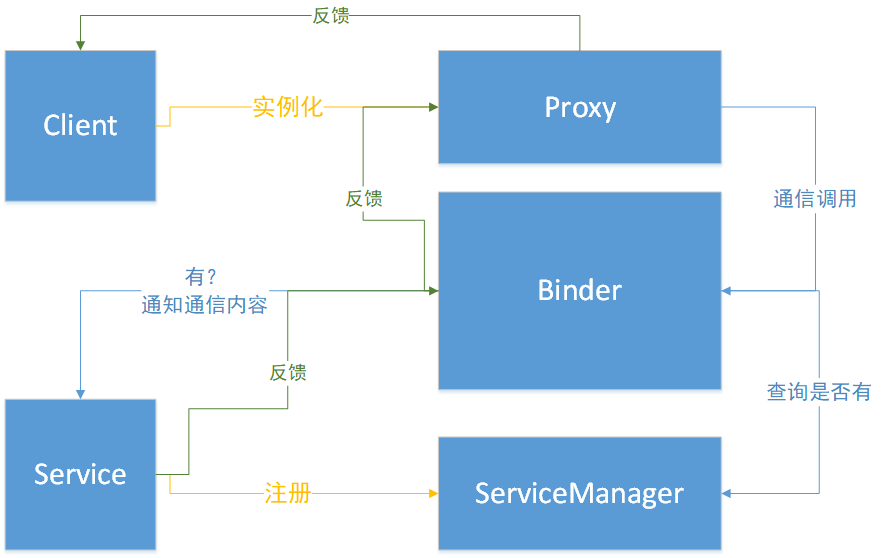 反馈
Client
实例化
Proxy
反馈
通信调用
有?
通知通信内容
Binder
反馈
查询是否有
Service
注册
ServiceManager